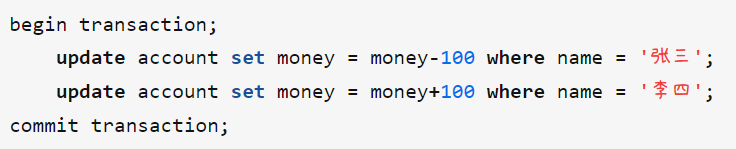 begin transaction;
    update account set money = money-100 where name = '张三';
    update account set money = money+100 where name = '李四';
commit transaction;